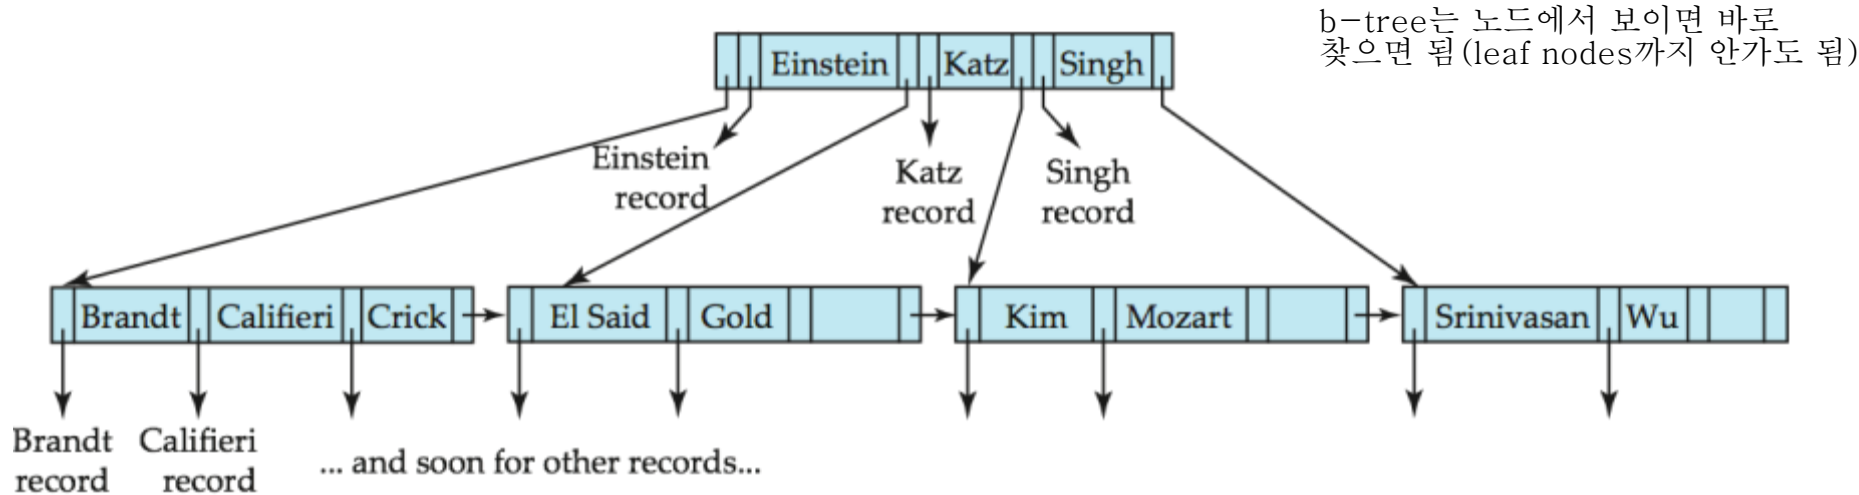 b-tree는 노드에서 보이면 바로
찾으면 됨(leaf nodes까지 안가도 됨)
Einstein Katz Singh
Einstein
record
Katz
record
Singh
record
Brandt Califieri Crick El Said Gold Kim Mozart Srinivasan Wu
Brandt
record
Califieri
record
... and soon for other records...